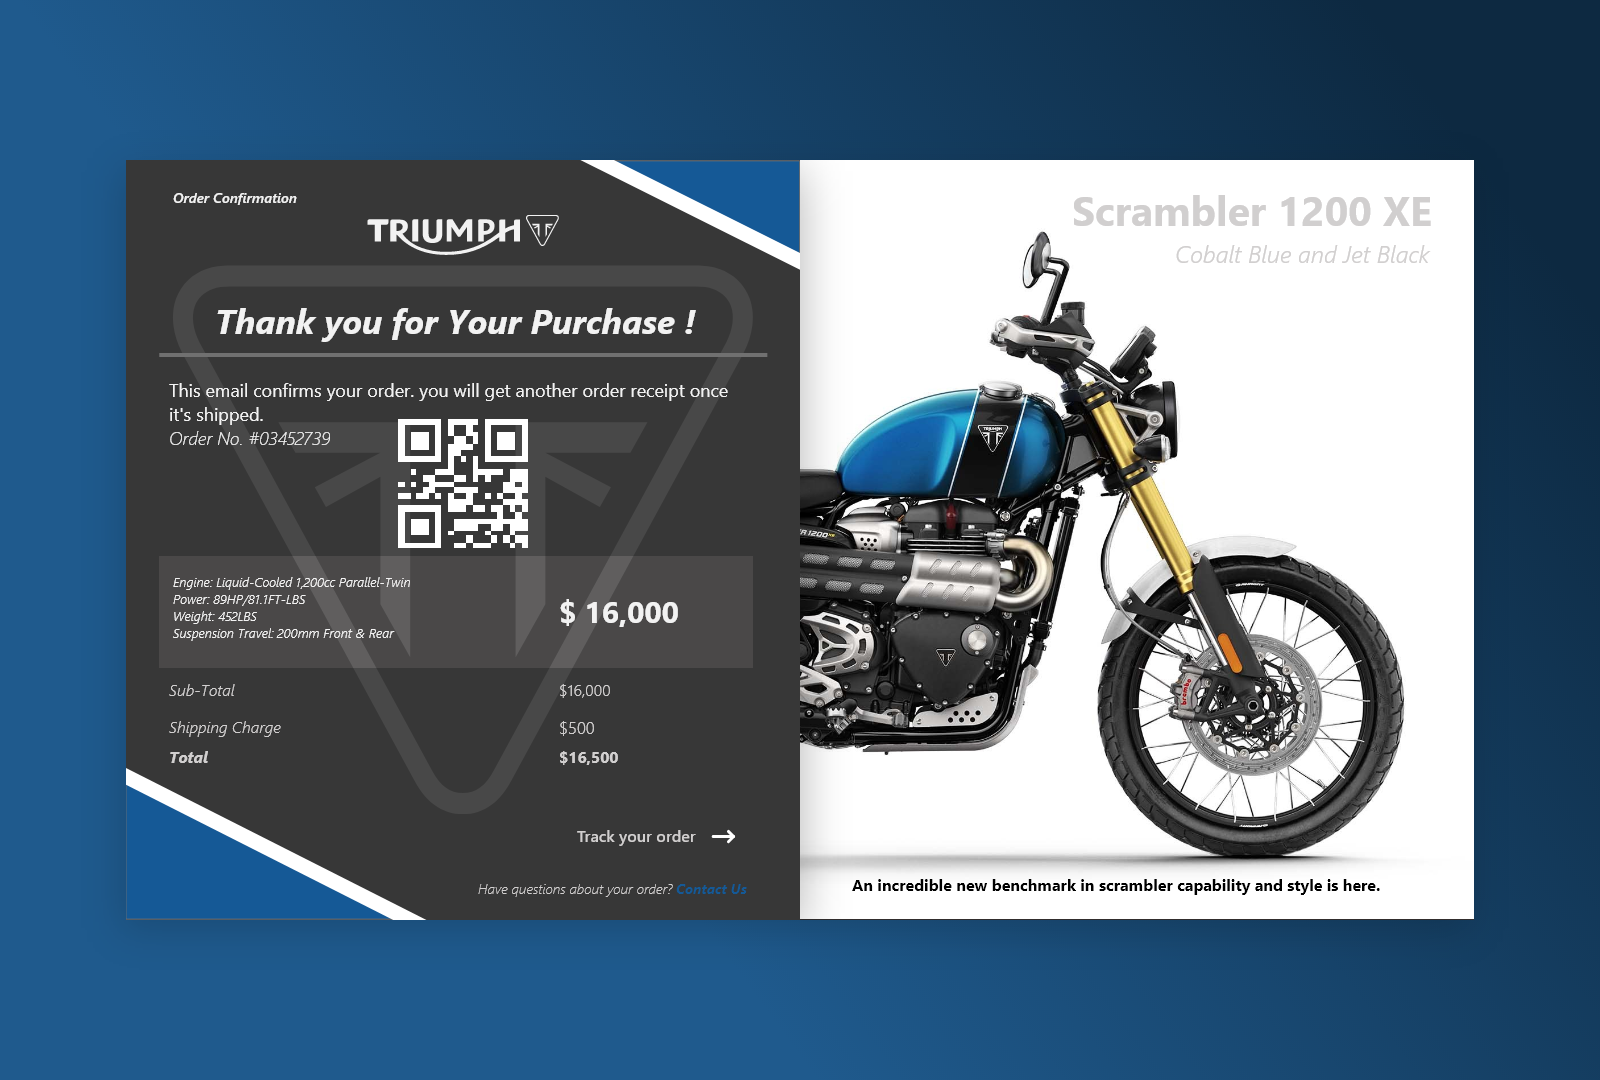 Order Confirmation
TRIUMPH
Thank you for Your Purchase !
This email confirms your order. you will get another order receipt once
it's shipped.
Order No. #03452739
Engine: Liquid-Cooled 1,200cc Parallel-Twin
Power: 89HP/81.1FT-LBS
Weight: 452LBS
Suspension Travel: 200mm Front & Rear
$ 16,000
Sub-Total $16,000
Shipping Charge $500
Total $16,500
Track your order
Have questions about your order? Contact Us
Scrambler 1200 XE
Cobalt Blue and Jet Black
TRIUMPH
R 1200 XE
brembo
An incredible new benchmark in scrambler capability and style is here.